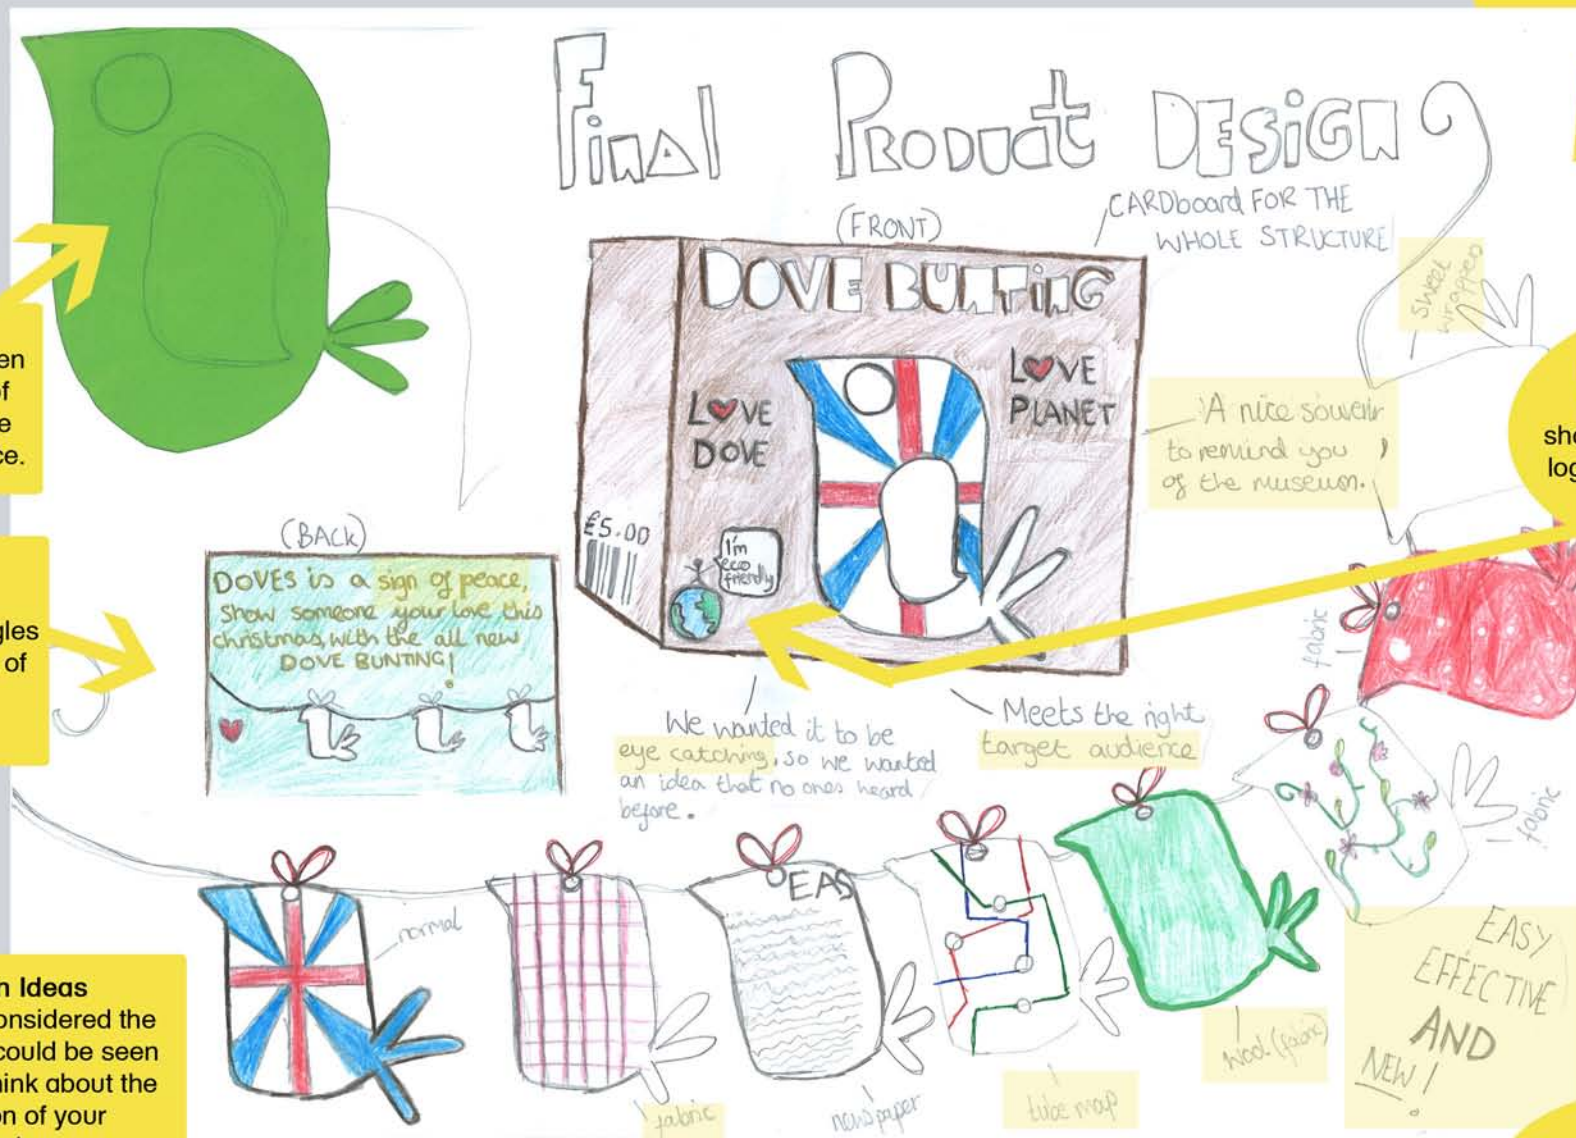 Final Product DESiGN
(FRONT)
CARDboard FOR THE
WHOLE STRUCTURE
sweet
wrapper
DOVE BUNTiNG
LOVE
DOVE
LOVE
PLANET
£5.00
I'm
eco
friendly
A nice
to remind you
of the museum.
(BACK)
DOVES is a sign of peace,
Show someone your love this
christmas, with the all new
DOVE BUNTING!
We wanted it to be
eye catching, so we wanted
an idea that no ones heard
before.
Meets the right
target audience
fabric
fabric
normal
fabric
EAS
newspaper
tube map
wool (fabric)
EASY
EFFECTIVE
AND
NEW!
en
of
e
ce.
gles
of
n Ideas
onsidered the
could be seen
hink about the
on of your
sho
log